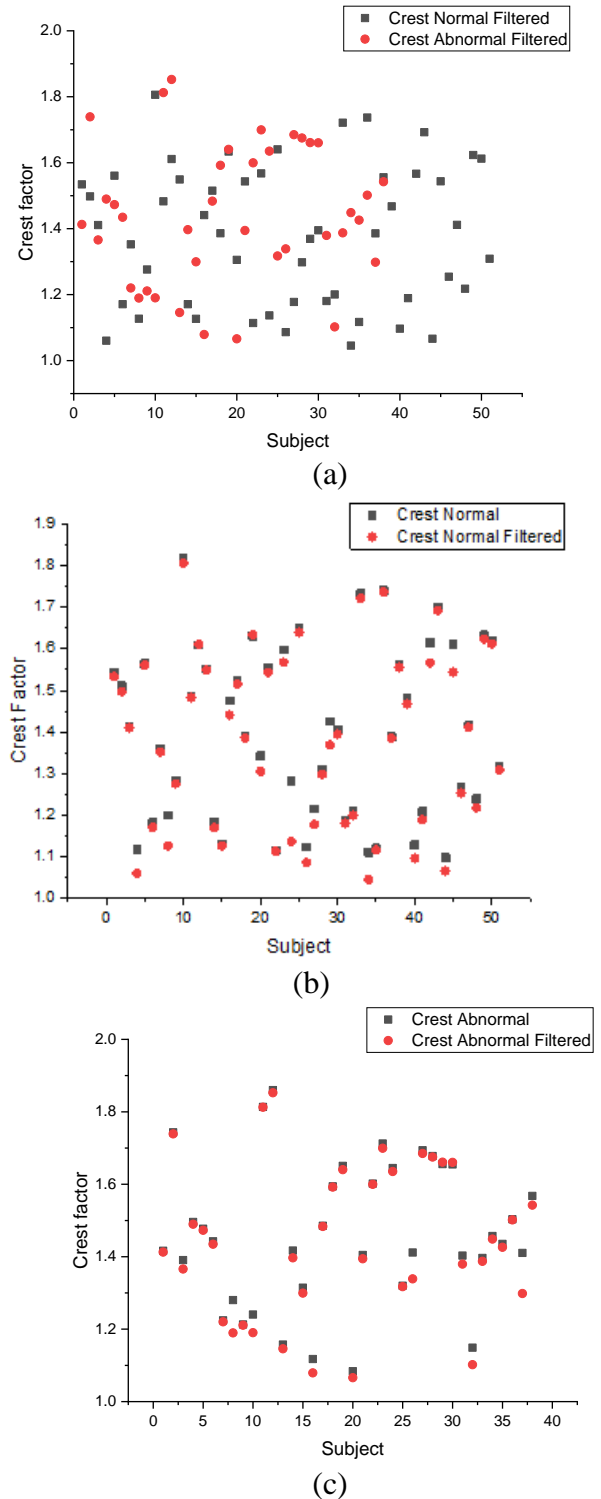 Crest Normal Filtered
Crest Abnormal Filtered
2.0
1.8
1.6
1.4
1.2
1.0
Crest factor
0 10 20 30 40 50
Subject
(a)
Crest Normal
Crest Normal Filtered
1.9
1.8
1.7
1.6
1.5
1.4
1.3
1.2
1.1
1.0
Crest Factor
0 10 20 30 40 50
Subject
(b)
Crest Abnormal
Crest Abnormal Filtered
2.0
1.8
1.6
1.4
1.2
1.0
Crest factor
0 5 10 15 20 25 30 35 40
Subject
(c)